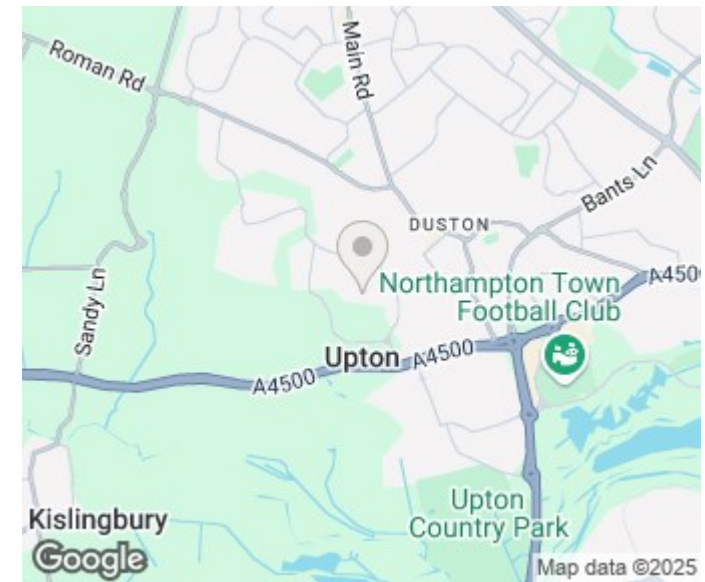 Roman Rd
Main Rd
Bants Ln
DUSTON
Sandy Ln
Northampton Town
Football Club
A4500
Upton
A4500
A4500
Upton
Country Park
Kislingbury
Google
Map data ©2025